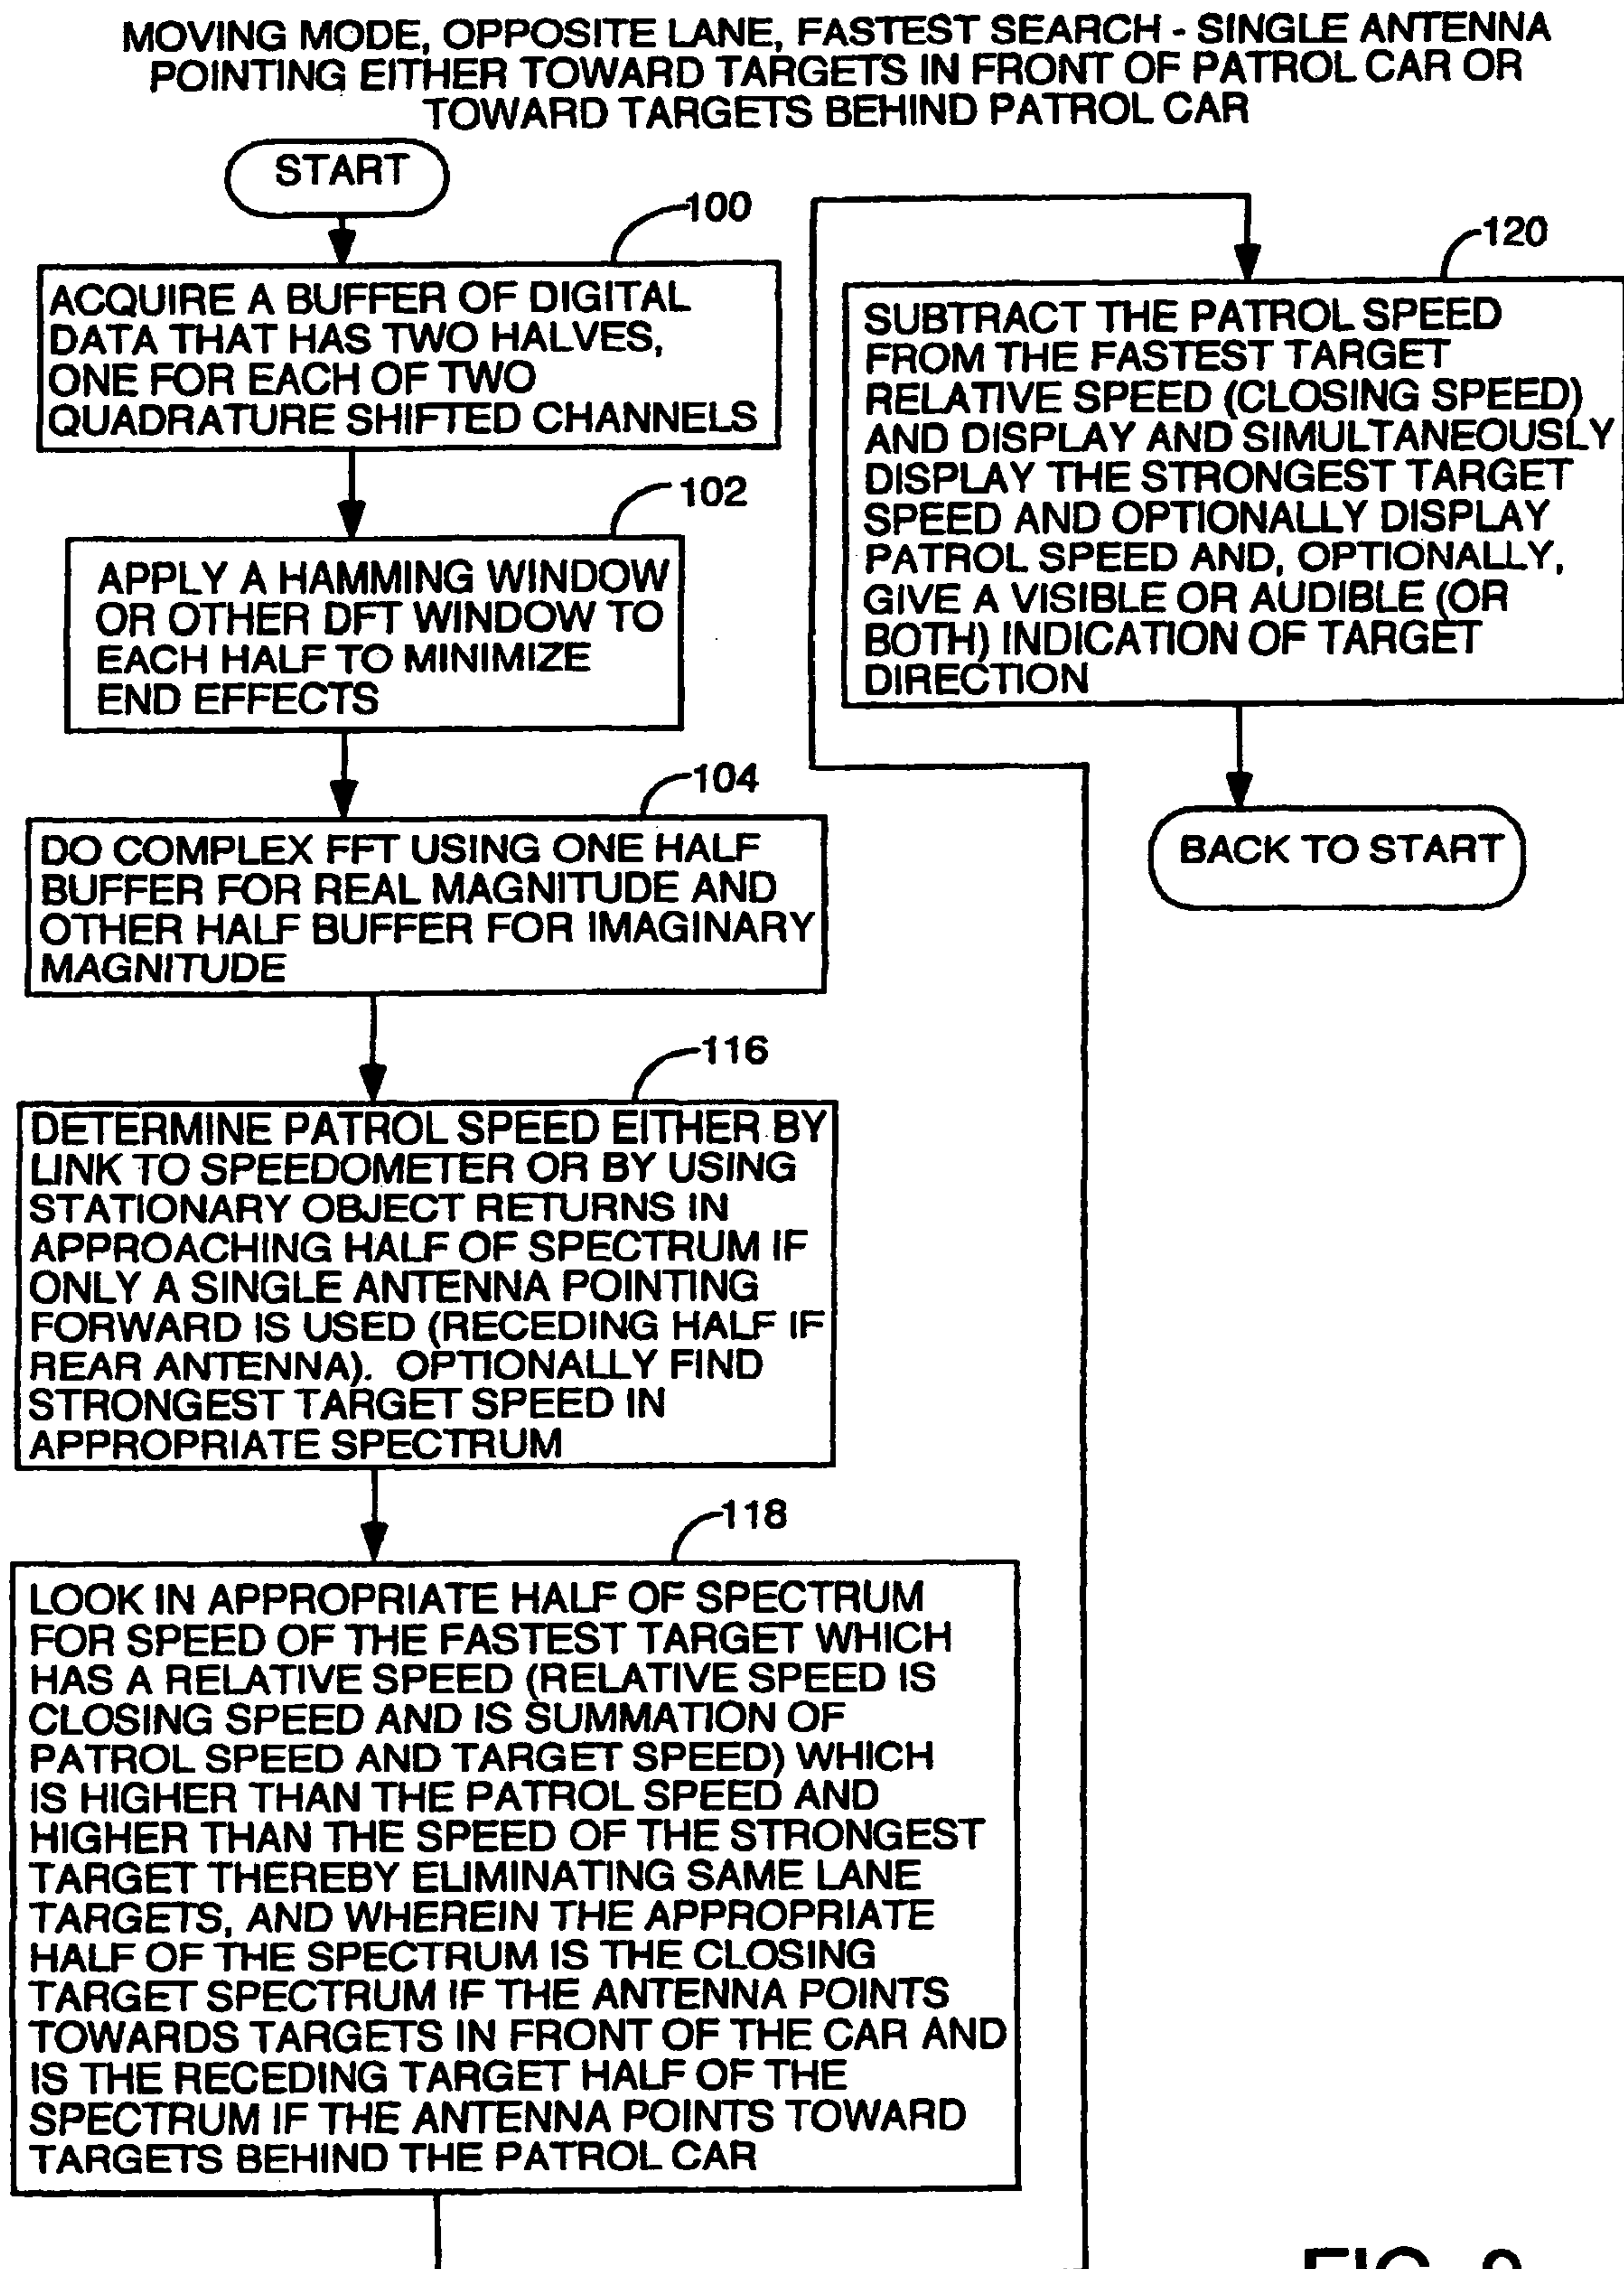 MOVING MODE, OPPOSITE LANE, FASTEST SEARCH - SINGLE ANTENNA
POINTING EITHER TOWARD TARGETS IN FRONT OF PATROL CAR OR
TOWARD TARGETS BEHIND PATROL CAR
START
100
ACQUIRE A BUFFER OF DIGITAL
DATA THAT HAS TWO HALVES,
ONE FOR EACH OF TWO
QUADRATURE SHIFTED CHANNELS
102
APPLY A HAMMING WINDOW
OR OTHER DFT WINDOW TO
EACH HALF TO MINIMIZE
END EFFECTS
104
DO COMPLEX FFT USING ONE HALF
BUFFER FOR REAL MAGNITUDE AND
OTHER HALF BUFFER FOR IMAGINARY
MAGNITUDE
116
DETERMINE PATROL SPEED EITHER BY
LINK TO SPEEDOMETER OR BY USING
STATIONARY OBJECT RETURNS IN
APPROACHING HALF OF SPECTRUM IF
ONLY A SINGLE ANTENNA POINTING
FORWARD IS USED (RECEDING HALF IF
REAR ANTENNA). OPTIONALLY FIND
STRONGEST TARGET SPEED IN
APPROPRIATE SPECTRUM
118
LOOK IN APPROPRIATE HALF OF SPECTRUM
FOR SPEED OF THE FASTEST TARGET WHICH
HAS A RELATIVE SPEED (RELATIVE SPEED IS
CLOSING SPEED AND IS SUMMATION OF
PATROL SPEED AND TARGET SPEED) WHICH
IS HIGHER THAN THE PATROL SPEED AND
HIGHER THAN THE SPEED OF THE STRONGEST
TARGET THEREBY ELIMINATING SAME LANE
TARGETS, AND WHEREIN THE APPROPRIATE
HALF OF THE SPECTRUM IS THE CLOSING
TARGET SPECTRUM IF THE ANTENNA POINTS
TOWARDS TARGETS IN FRONT OF THE CAR AND
IS THE RECEDING TARGET HALF OF THE
SPECTRUM IF THE ANTENNA POINTS TOWARD
TARGETS BEHIND THE PATROL CAR
120
SUBTRACT THE PATROL SPEED
FROM THE FASTEST TARGET
RELATIVE SPEED (CLOSING SPEED)
AND DISPLAY AND SIMULTANEOUSLY
DISPLAY THE STRONGEST TARGET
SPEED AND OPTIONALLY DISPLAY
PATROL SPEED AND, OPTIONALLY,
GIVE A VISIBLE OR AUDIBLE (OR
BOTH) INDICATION OF TARGET
DIRECTION
BACK TO START